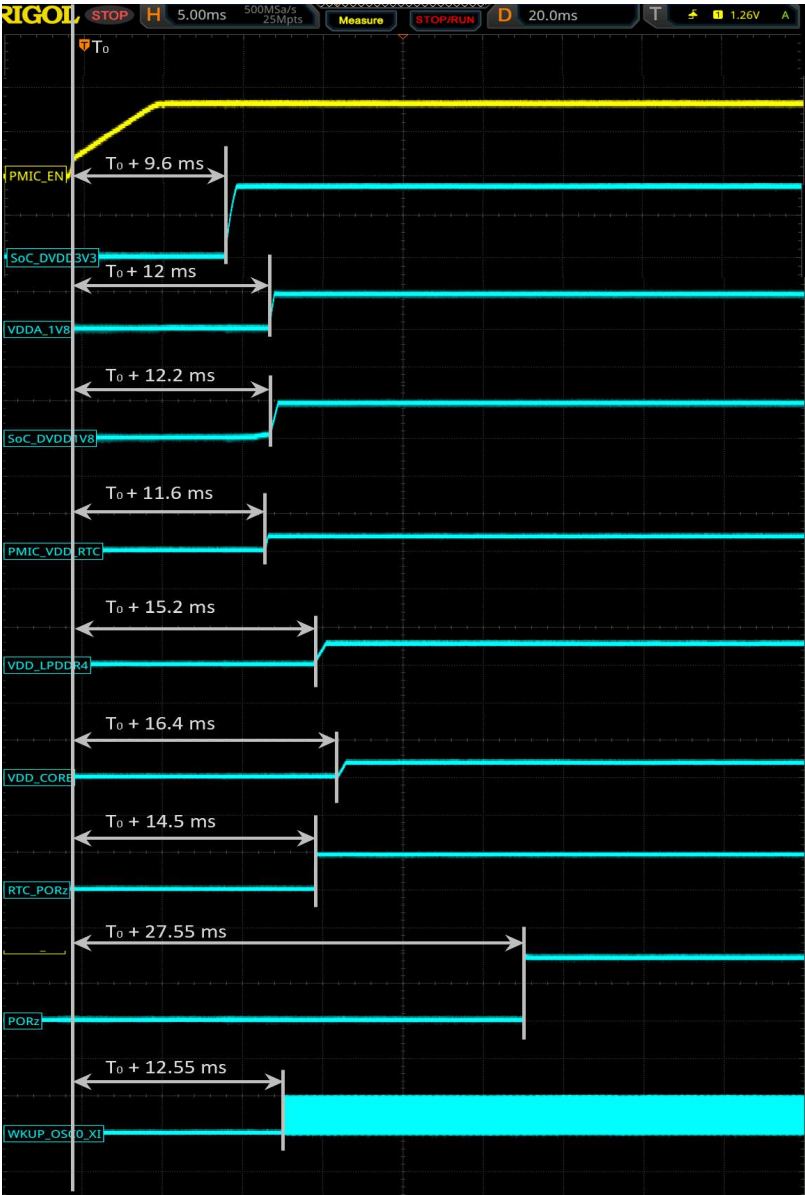 RIGOL STOP H 5.00ms 500MSa/s 25Mpts Measure STOP/RUN D 20.0ms T 1 1.26V A
T T₀
T₀ + 9.6 ms
PMIC_EN
SoC_DVDD3V3
T₀ + 12 ms
VDDA_1V8
T₀ + 12.2 ms
SoC_DVDD1V8
T₀ + 11.6 ms
PMIC_VDD_RTC
T₀ + 15.2 ms
VDD_LPDDR4
T₀ + 16.4 ms
VDD_CORE
T₀ + 14.5 ms
RTC_PORz
T₀ + 27.55 ms
PORz
T₀ + 12.55 ms
WKUP_OSC0_XI